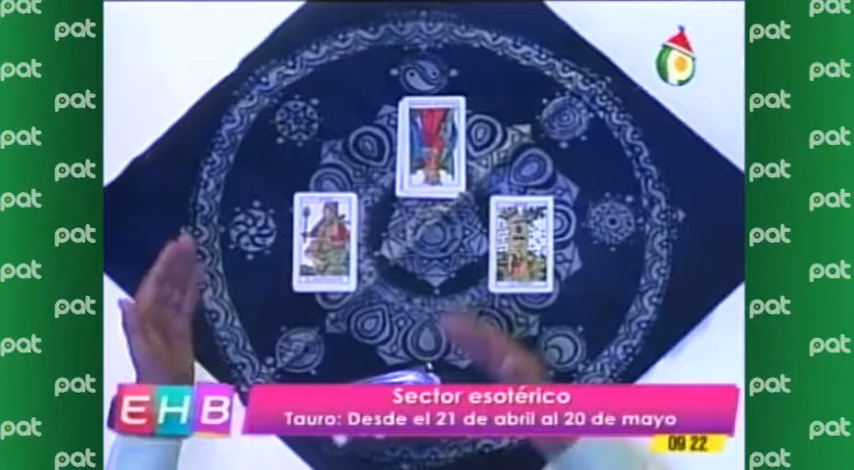 pat
EHB
Sector esotérico
Tauro: Desde el 21 de abril al 20 de mayo
09 22